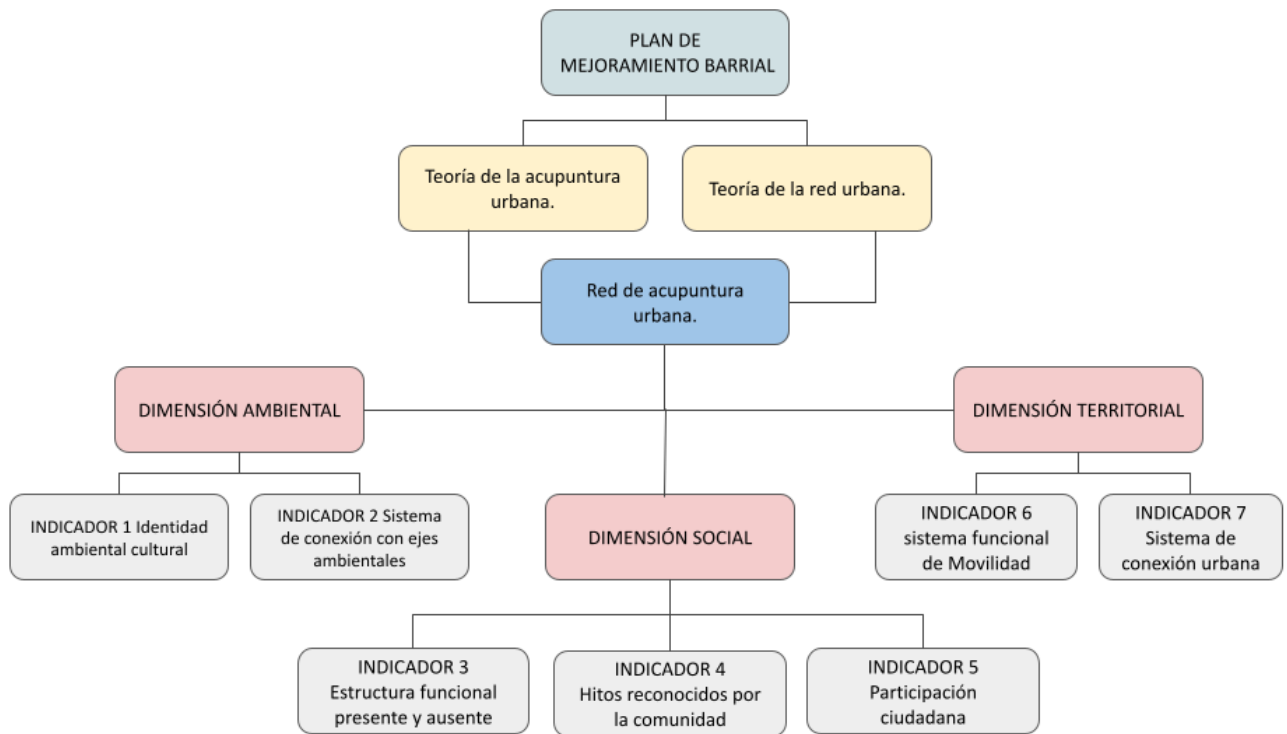 PLAN DE
MEJORAMIENTO BARRIAL
Teoría de la acupuntura
urbana.
Teoría de la red urbana.
Red de acupuntura
urbana.
DIMENSIÓN AMBIENTAL
DIMENSIÓN TERRITORIAL
INDICADOR 1 Identidad
ambiental cultural
INDICADOR 2 Sistema
de conexión con ejes
ambientales
DIMENSIÓN SOCIAL
INDICADOR 6
sistema funcional
de Movilidad
INDICADOR 7
Sistema de
conexión urbana
INDICADOR 3
Estructura funcional
presente y ausente
INDICADOR 4
Hitos reconocidos por
la comunidad
INDICADOR 5
Participación
ciudadana